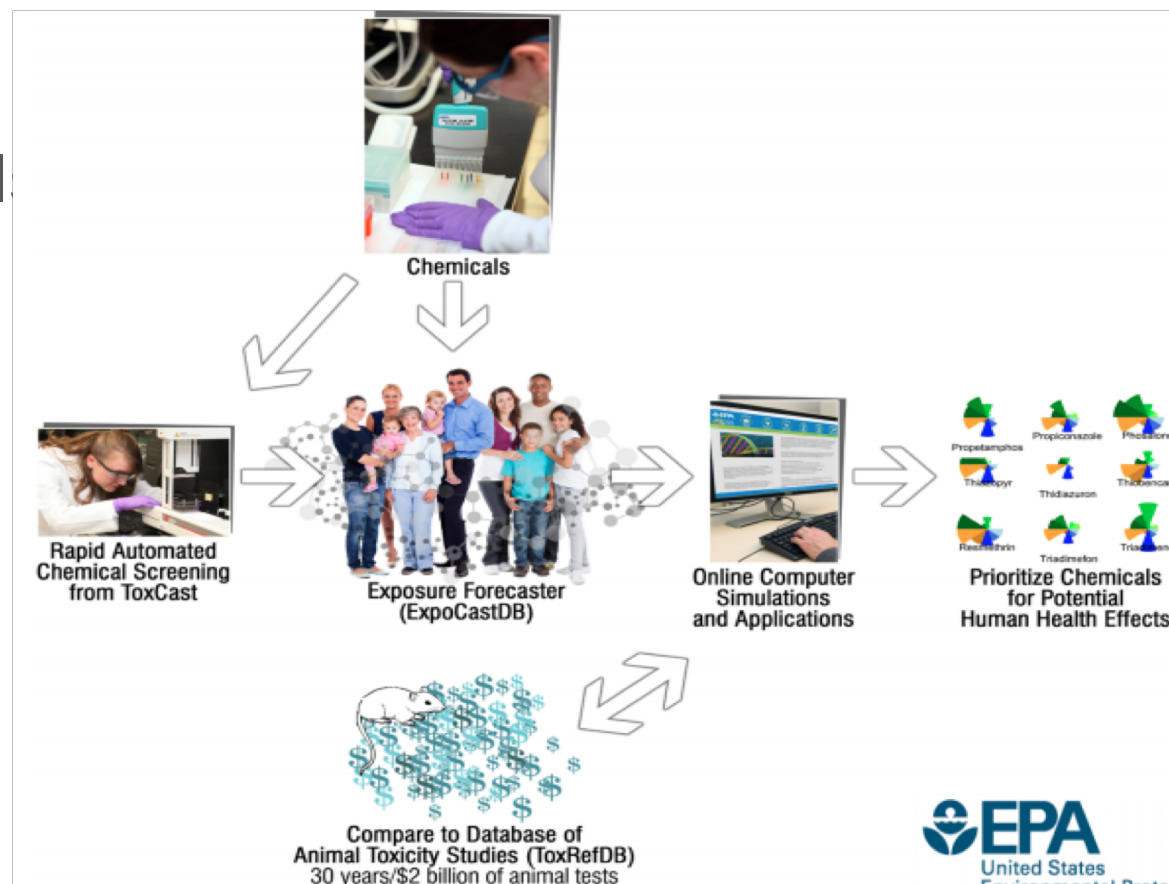 Chemicals
Rapid Automated
Chemical Screening
from ToxCast
Exposure Forecaster
(ExpoCastDB)
EPA
Online Computer
Simulations
and Applications
Propetamphos
Propiconazole
Thiazopyr
Thidiazuron
Resmethrin
Triadimefon
Prioritize Chemicals
for Potential
Human Health Effects
Compare to Database of
Animal Toxicity Studies (ToxRefDB)
30 years/$2 billion of animal tests
EPA
United States